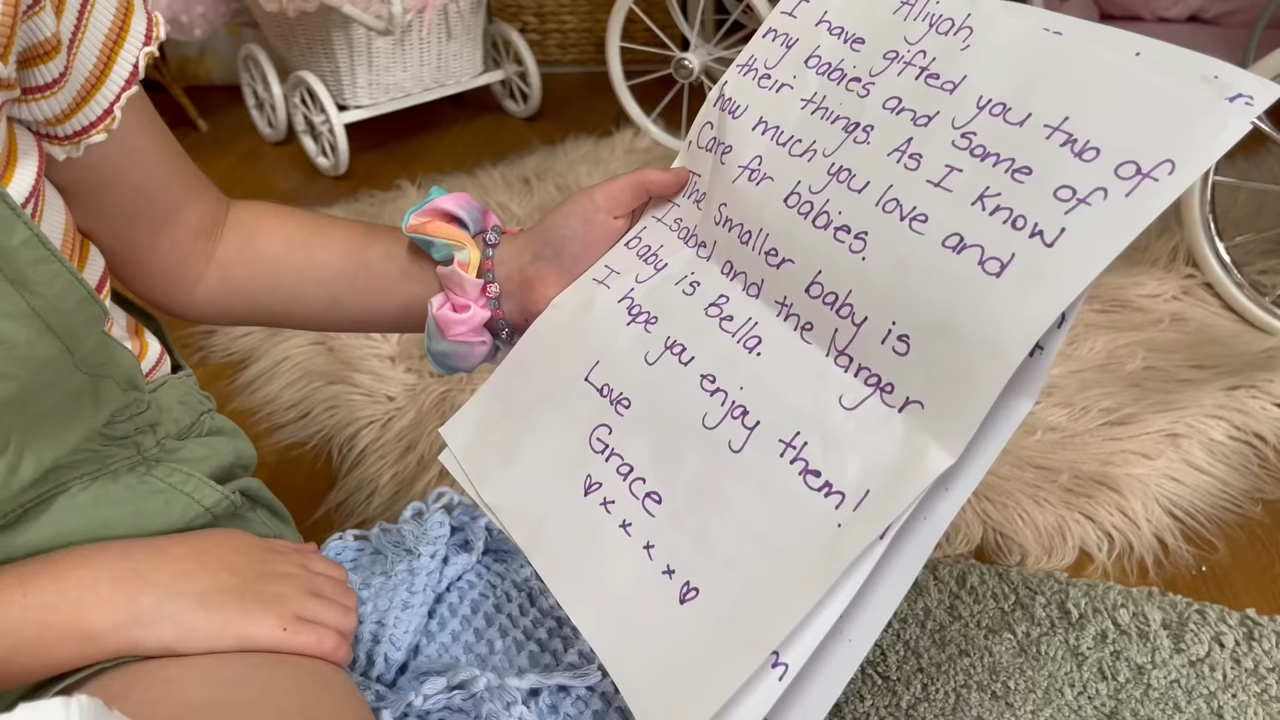 Aliyah,
I have gifted you two of
my babies and some of
their things. As I know
how much you love and
Care for babies.
The smaller baby is
Isabel and the larger
baby is Bella.
I hope you enjoy them!
Love
Grace
♡ x x x x ♡